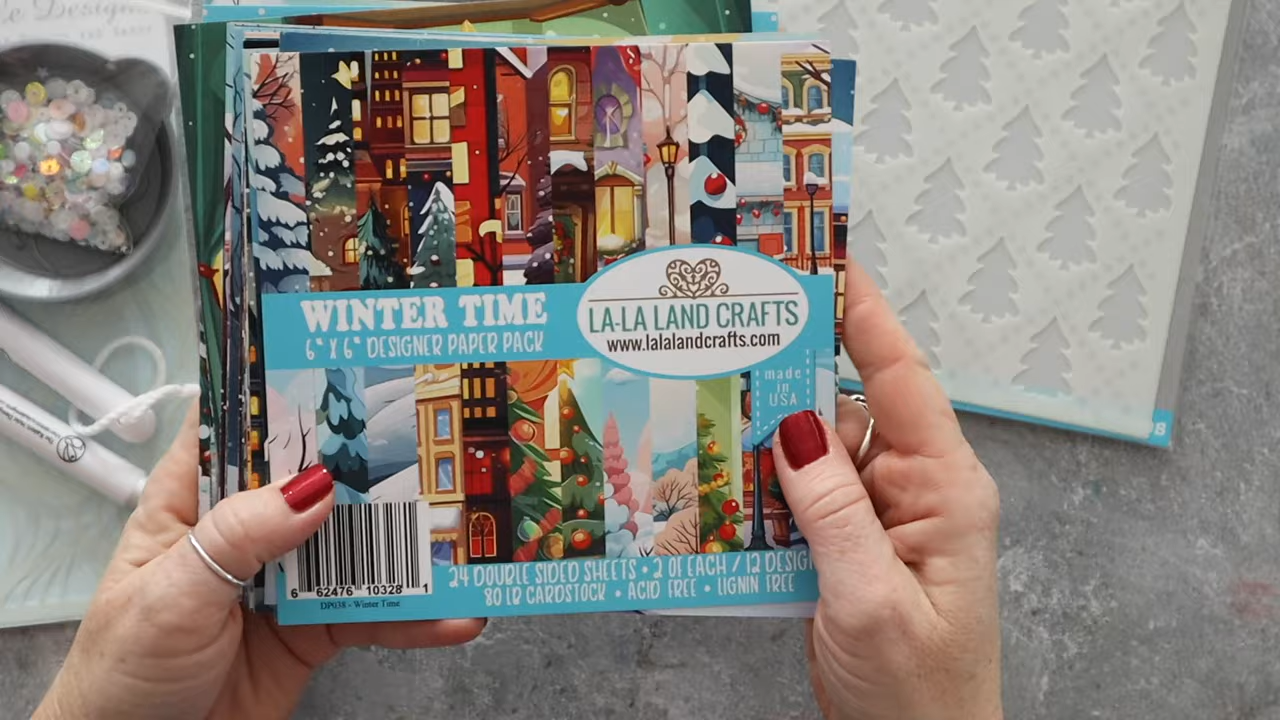 WINTER TIME
6" X 6" DESIGNER PAPER PACK
LA-LA LAND CRAFTS
www.lalalandcrafts.com
made
in
USA
24 DOUBLE SIDED SHEETS • 2 OF EACH / 12 DESIGN
80 LB CARDSTOCK • ACID FREE • LIGNIN FREE
6 62476 10328 1
DP038 - Winter Time